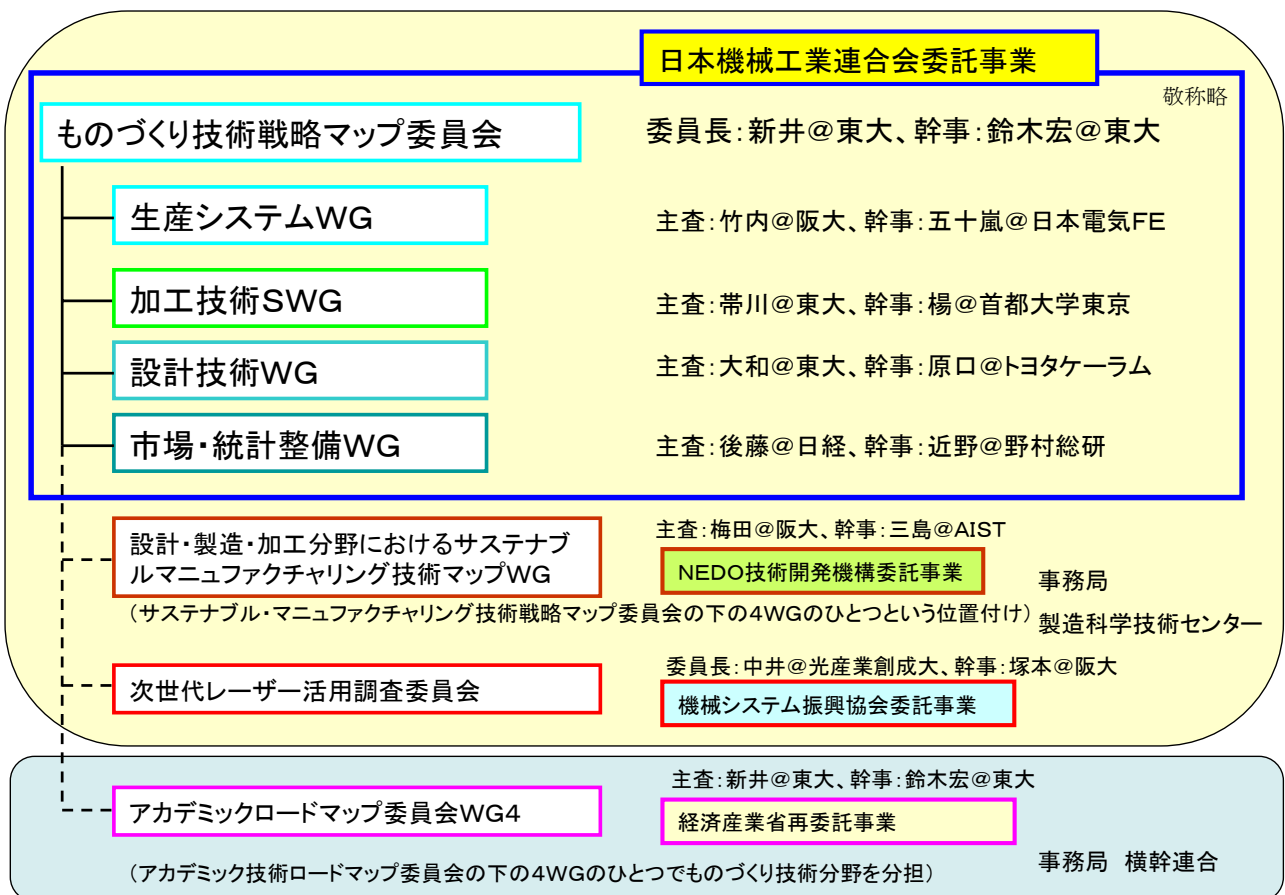 日本機械工業連合会委託事業
敬称略
ものづくり技術戦略マップ委員会
委員長：新井＠東大、幹事：鈴木宏＠東大
生産システムWG
主査：竹内＠阪大、幹事：五十嵐＠日本電気FE
加工技術SWG
主査：帯川＠東大、幹事：楊＠首都大学東京
設計技術WG
主査：大和＠東大、幹事：原口＠トヨタケーラム
市場・統計整備WG
主査：後藤＠日経、幹事：近野＠野村総研
設計・製造・加工分野におけるサステナブ
ルマニュファクチャリング技術マップWG
主査：梅田＠阪大、幹事：三島＠AIST
NEDO技術開発機構委託事業
（サステナブル・マニュファクチャリング技術戦略マップ委員会の下の4WGのひとつという位置付け）
事務局
製造科学技術センター
次世代レーザー活用調査委員会
委員長：中井＠光産業創成大、幹事：塚本＠阪大
機械システム振興協会委託事業
アカデミックロードマップ委員会WG4
主査：新井＠東大、幹事：鈴木宏＠東大
経済産業省再委託事業
（アカデミック技術ロードマップ委員会の下の4WGのひとつでものづくり技術分野を分担）
事務局　横幹連合